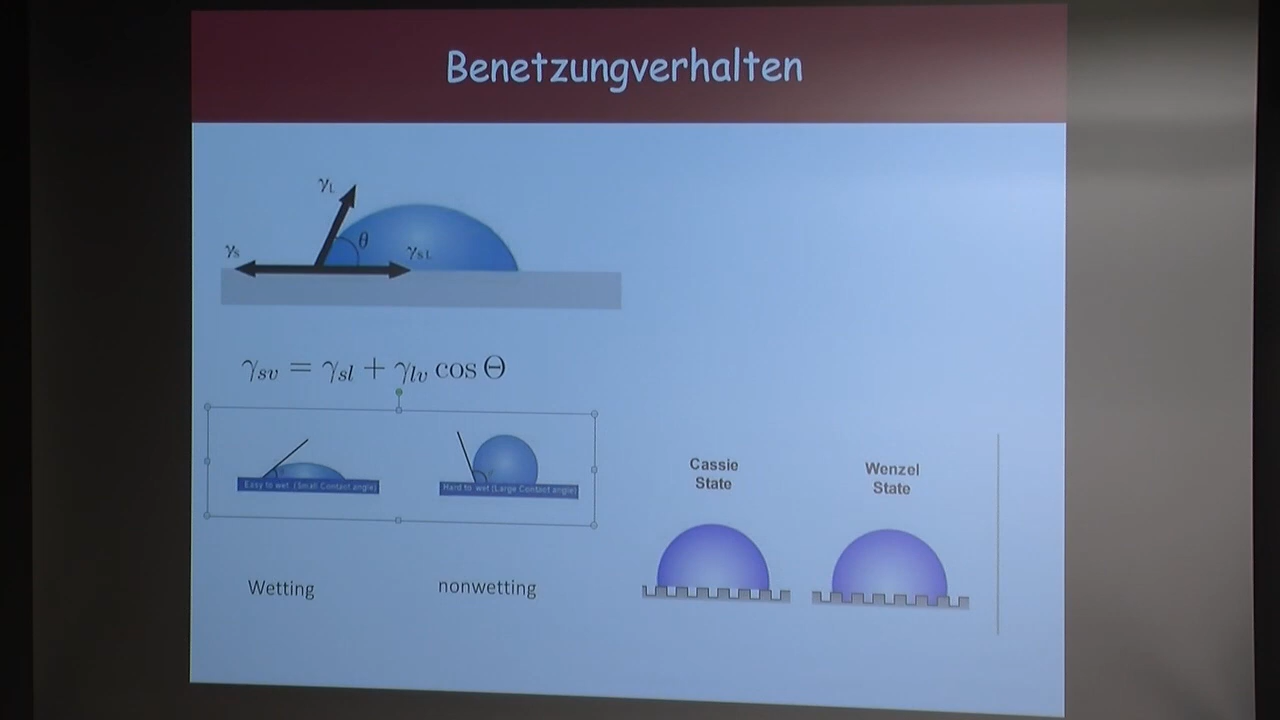 Benetzungverhalten
γL
θ
γS
γSL
γsv = γsl + γlv cos Θ
Easy to wet (Small Contact angle)
Hard to wet (Large Contact angle)
Cassie
State
Wenzel
State
Wetting
nonwetting